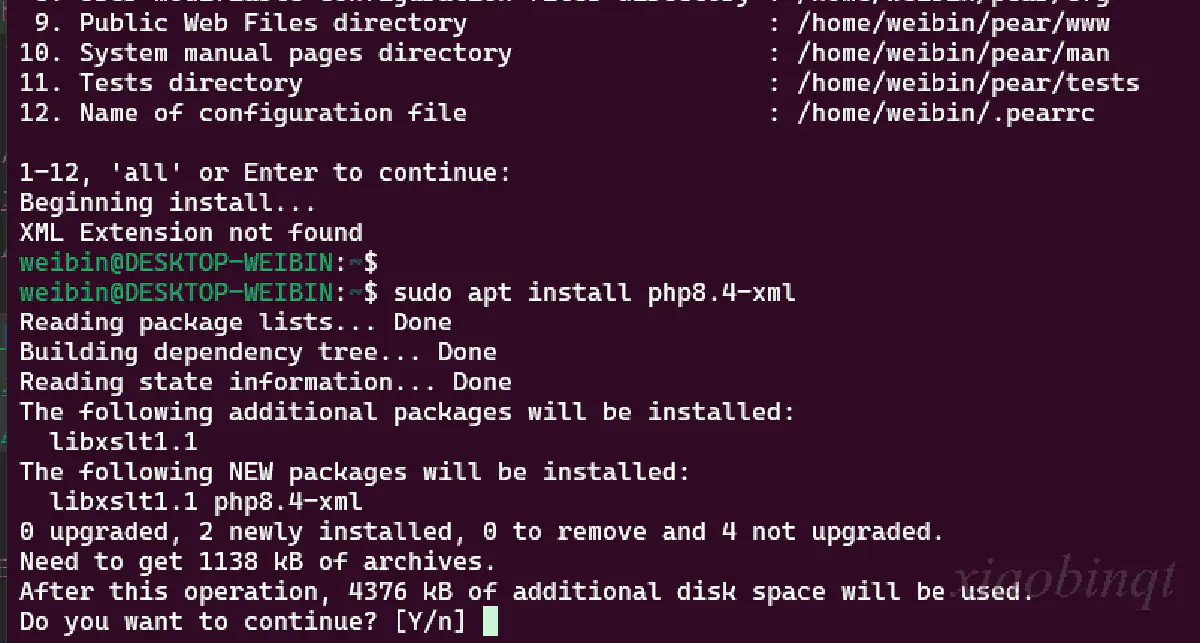 9. Public Web Files directory : /home/weibin/pear/www
10. System manual pages directory : /home/weibin/pear/man
11. Tests directory : /home/weibin/pear/tests
12. Name of configuration file : /home/weibin/.pearrc
1-12, 'all' or Enter to continue:
Beginning install...
XML Extension not found
weibin@DESKTOP-WEIBIN:~$
weibin@DESKTOP-WEIBIN:~$ sudo apt install php8.4-xml
Reading package lists... Done
Building dependency tree... Done
Reading state information... Done
The following additional packages will be installed:
libxslt1.1
The following NEW packages will be installed:
libxslt1.1 php8.4-xml
0 upgraded, 2 newly installed, 0 to remove and 4 not upgraded.
Need to get 1138 kB of archives.
After this operation, 4376 kB of additional disk space will be used.
Do you want to continue? [Y/n]
xiaobinqt